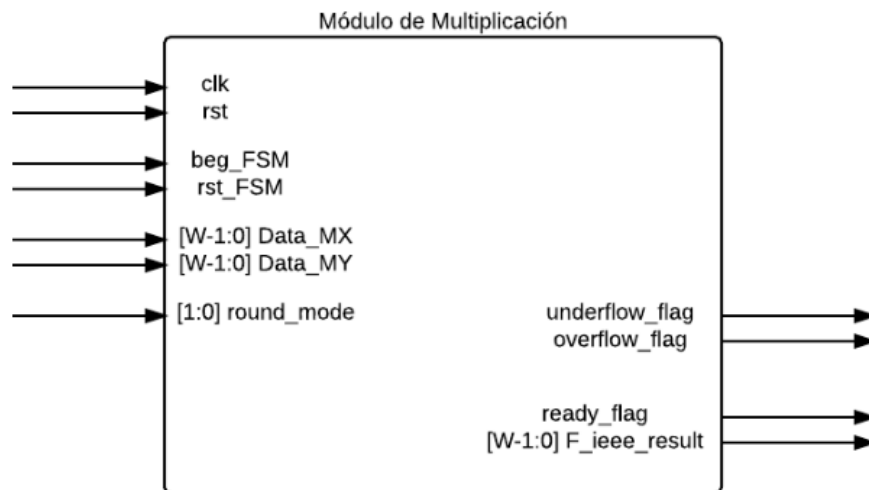 Módulo de Multiplicación
clk
rst
beg_FSM
rst_FSM
[W-1:0] Data_MX
[W-1:0] Data_MY
[1:0] round_mode
underflow_flag
overflow_flag
ready_flag
[W-1:0] F_ieee_result